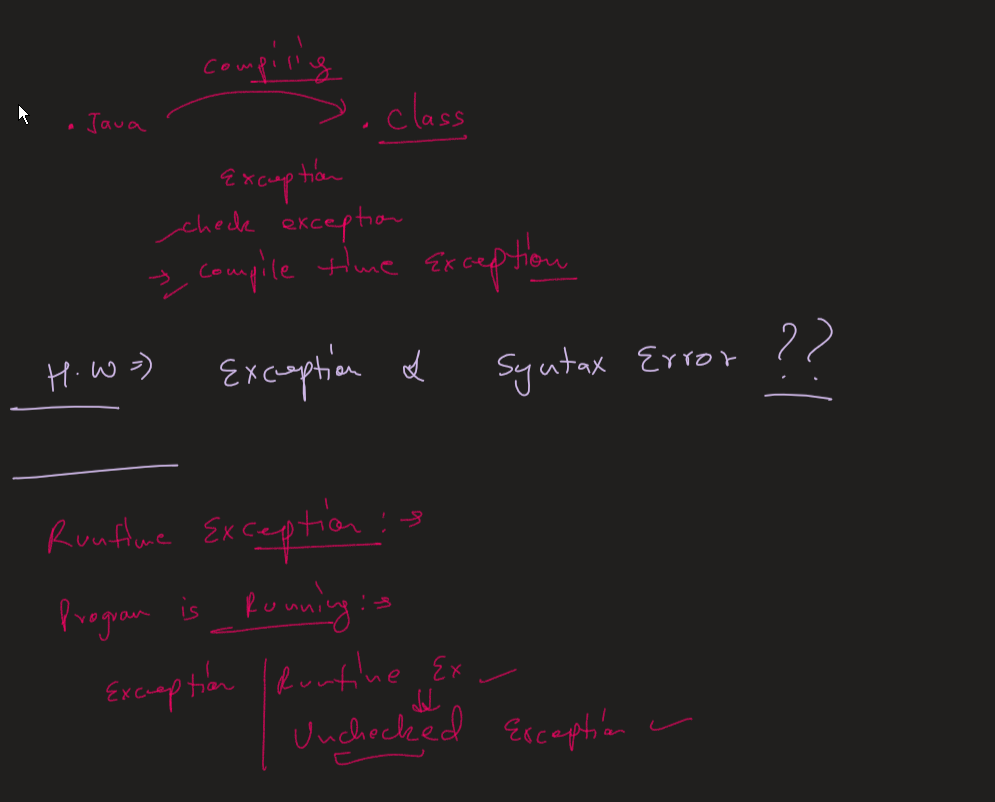 Compiling
. Java . Class
Exception
check exception
→ compile time Exception
H.W ⇒ Exception & Syntax Error ??
Runtime Exception : →
Program is Running : →
Exception | Runtime Ex ✓
⇓
Unchecked Exception ✓